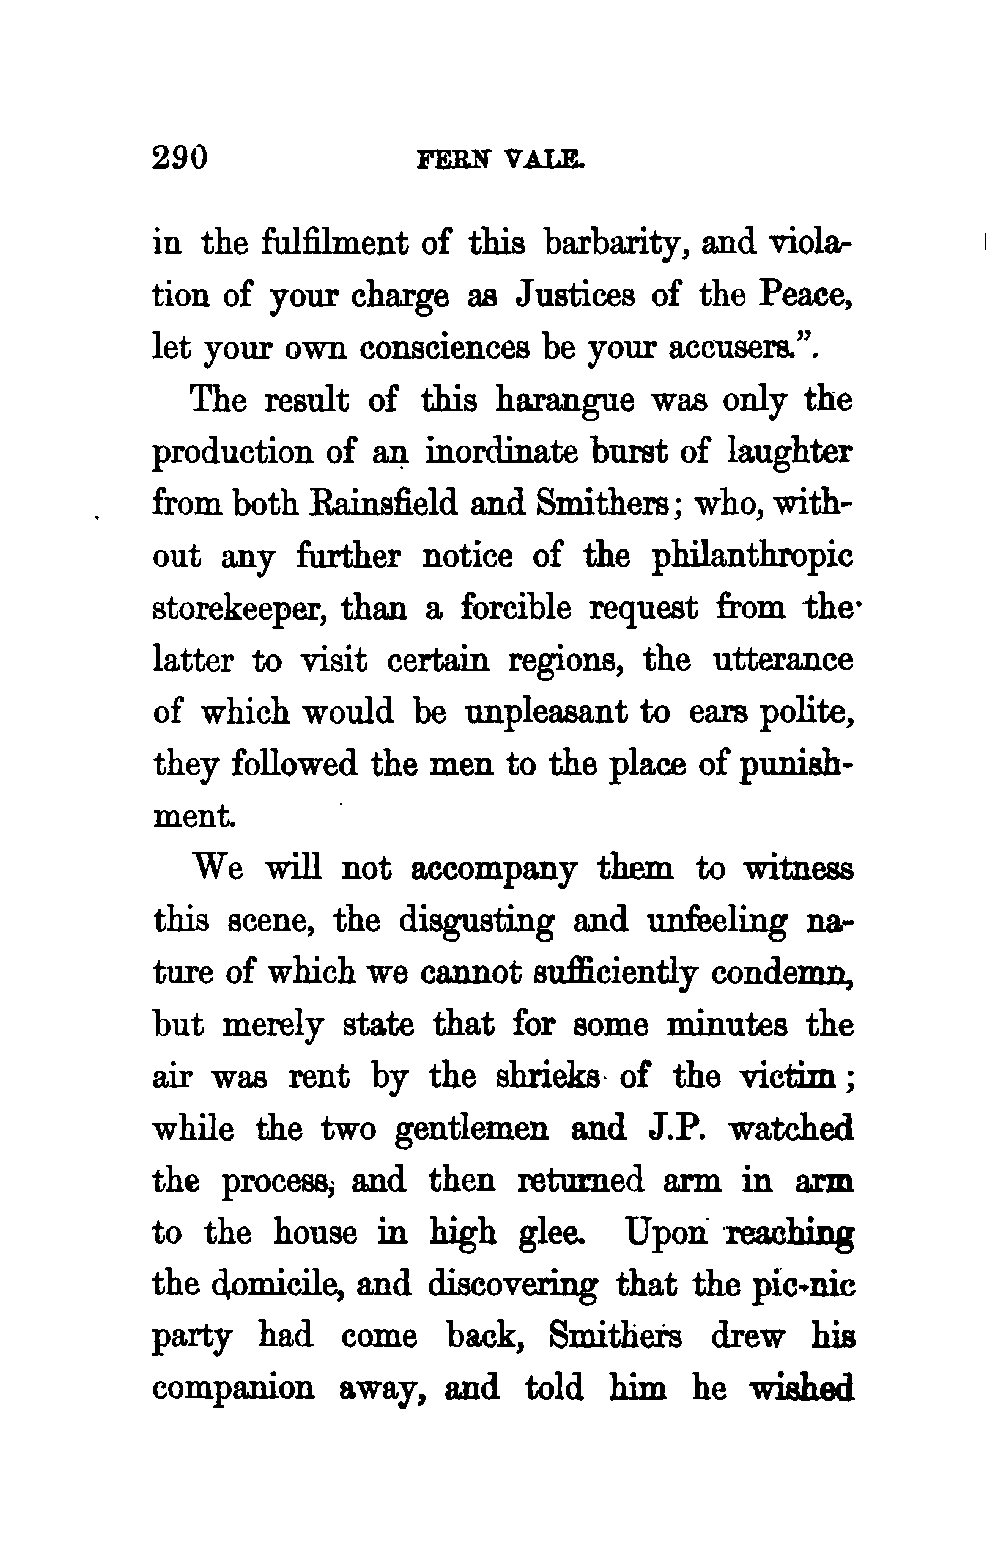 290 FERN VALE.
in the fulfilment of this barbarity, and viola-
tion of your charge as Justices of the Peace,
let your own consciences be your accusers.".
The result of this harangue was only the
production of an inordinate burst of laughter
from both Rainsfield and Smithers; who, with-
out any further notice of the philanthropic
storekeeper, than a forcible request from the
latter to visit certain regions, the utterance
of which would be unpleasant to ears polite,
they followed the men to the place of punish-
ment.
We will not accompany them to witness
this scene, the disgusting and unfeeling na-
ture of which we cannot sufficiently condemn,
but merely state that for some minutes the
air was rent by the shrieks of the victim;
while the two gentlemen and J.P. watched
the process, and then returned arm in arm
to the house in high glee. Upon reaching
the domicile, and discovering that the pic-nic
party had come back, Smithers drew his
companion away, and told him he wished